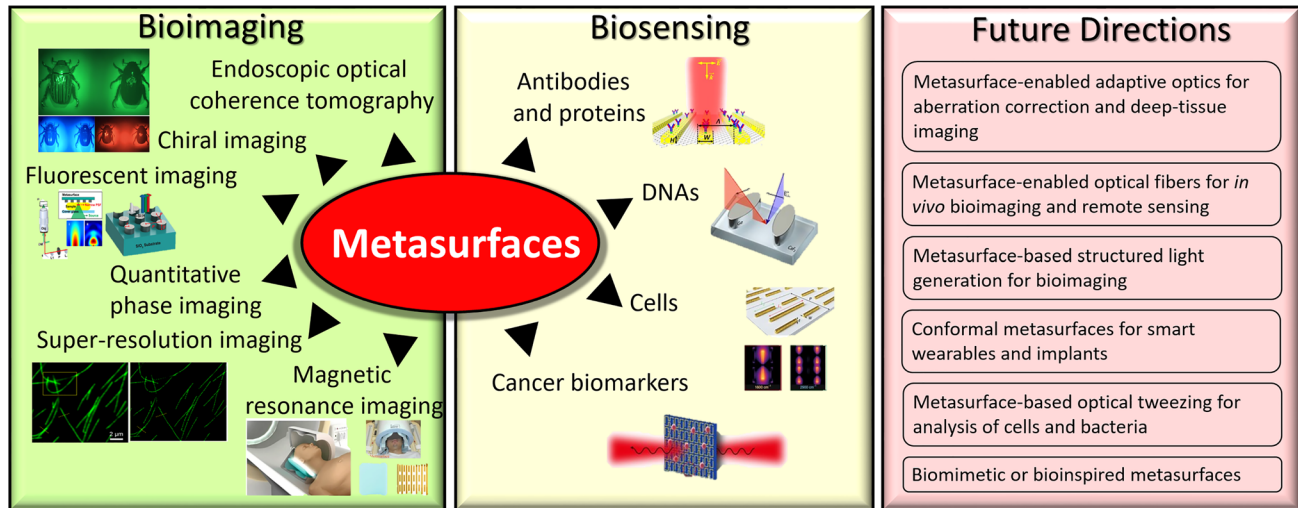 Bioimaging
Endoscopic optical
coherence tomography
Chiral imaging
Fluorescent imaging
Quantitative
phase imaging
Super-resolution imaging
2 μm
Magnetic
resonance imaging
Metasurfaces
Biosensing
Antibodies
and proteins
W
DNAs
Cells
Cancer biomarkers
Future Directions
Metasurface-enabled adaptive optics for
aberration correction and deep-tissue
imaging
Metasurface-enabled optical fibers for in
vivo bioimaging and remote sensing
Metasurface-based structured light
generation for bioimaging
Conformal metasurfaces for smart
wearables and implants
Metasurface-based optical tweezing for
analysis of cells and bacteria
Biomimetic or bioinspired metasurfaces